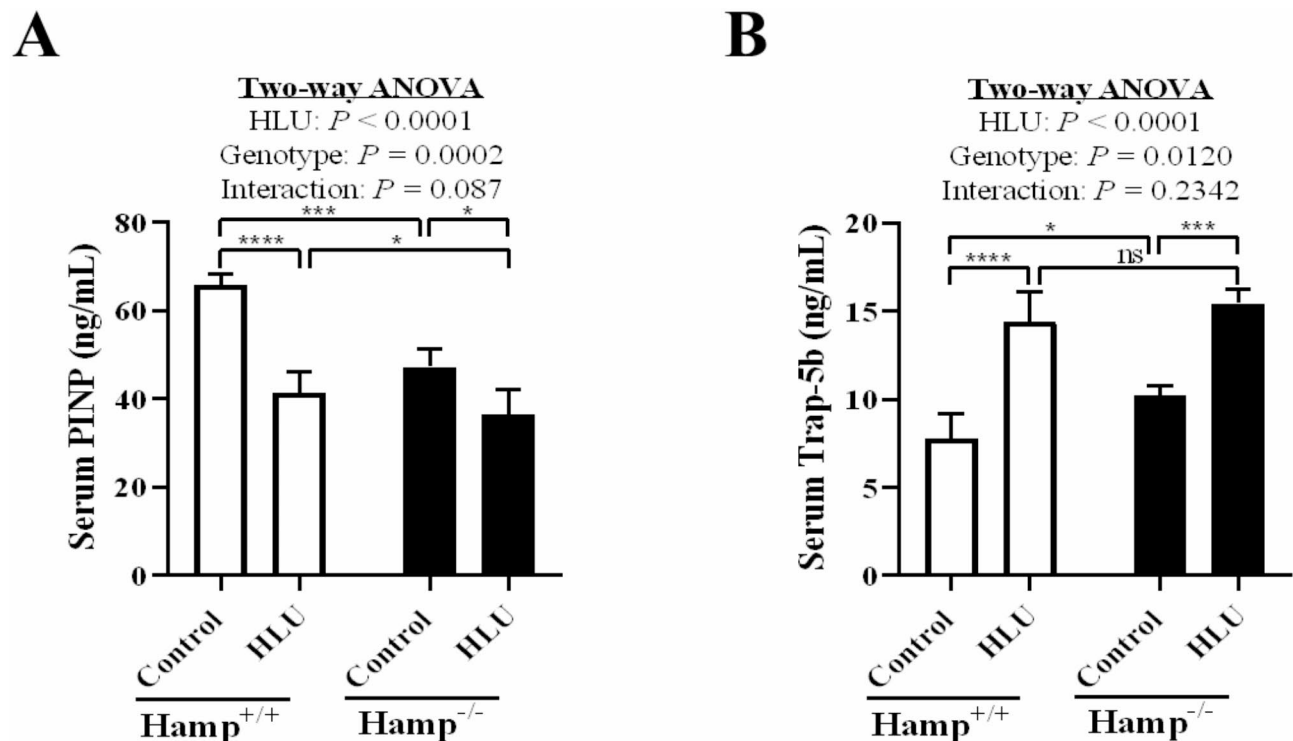 A
Two-way ANOVA
HLU: P < 0.0001
Genotype: P = 0.0002
Interaction: P = 0.087
*** *
**** *
80
60
40
20
0
Serum PINP (ng/mL)
Control HLU Control HLU
Hamp+/+ Hamp-/-
B
Two-way ANOVA
HLU: P < 0.0001
Genotype: P = 0.0120
Interaction: P = 0.2342
* ***
**** ns
20
15
10
5
0
Serum Trap-5b (ng/mL)
Control HLU Control HLU
Hamp+/+ Hamp-/-